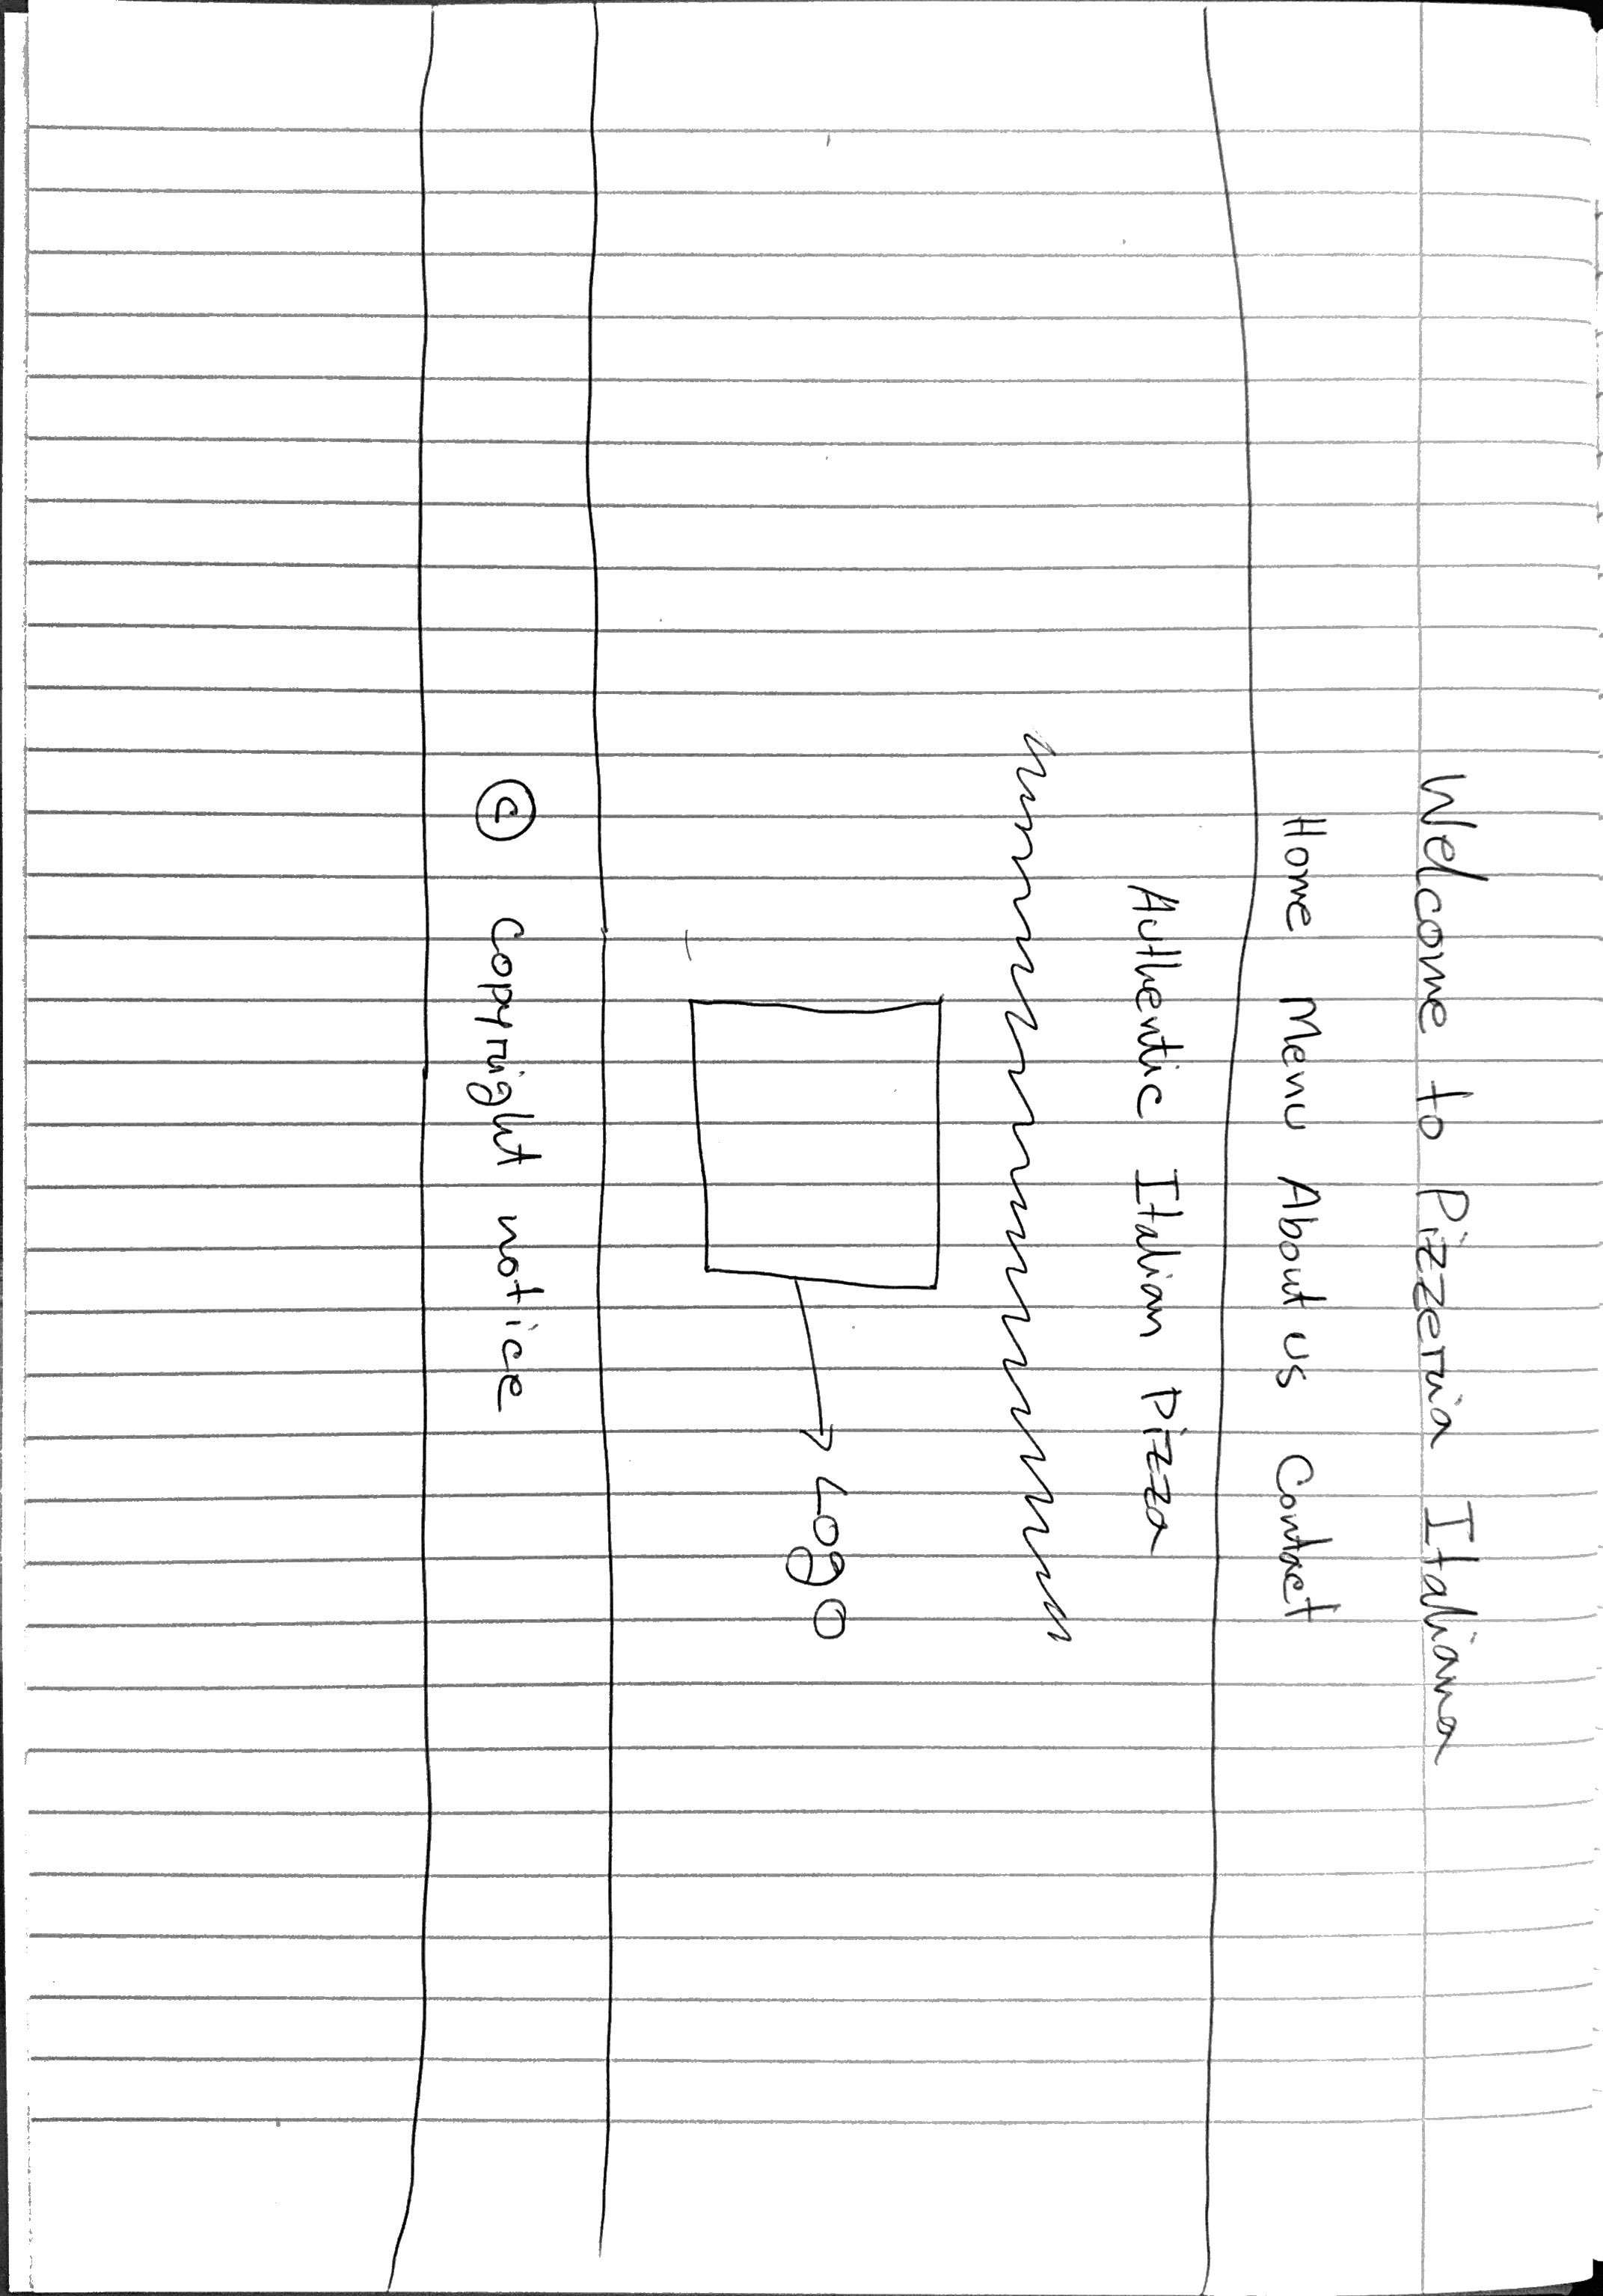 Welcome to Pizzeria Italiana
Home Menu About us Contact
Authentic Italian Pizza
Logo
© Copyright notice